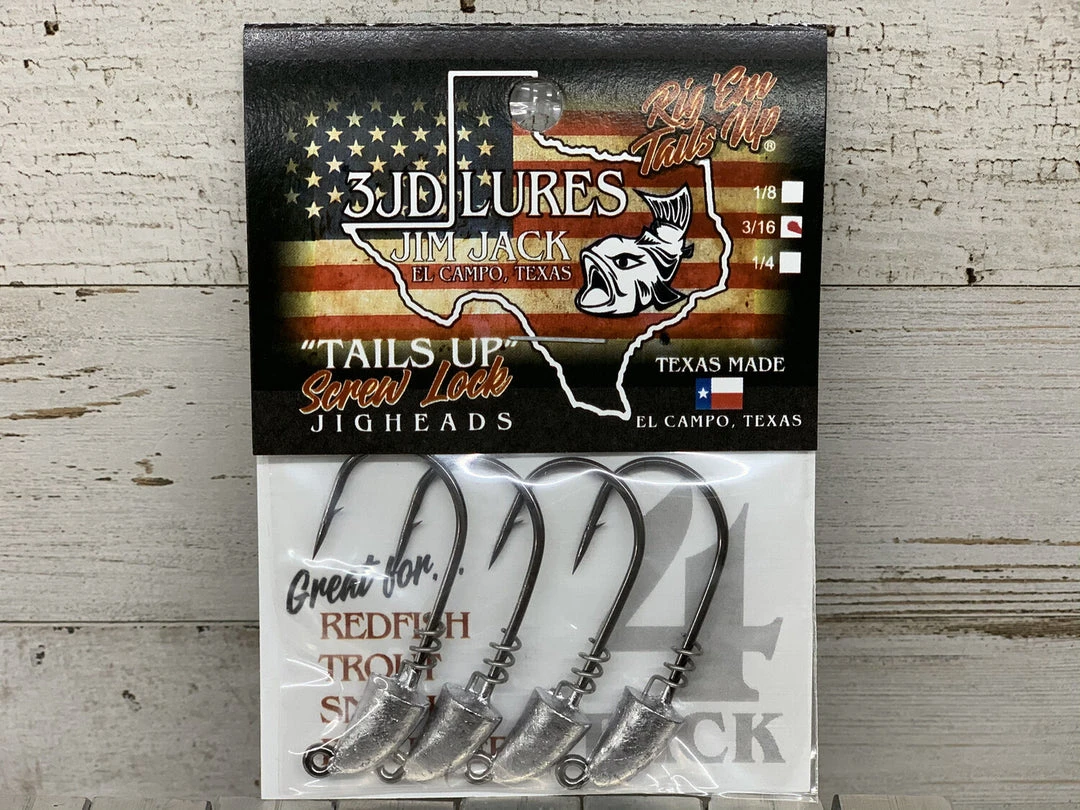 Rig 'Em
Tails Up®
1/8
3/16
1/4
3JD LURES
JIM JACK
EL CAMPO, TEXAS
"TAILS UP"
Screw Lock
JIGHEADS
TEXAS MADE
EL CAMPO, TEXAS
Great for...
REDFISH
TROUT
4